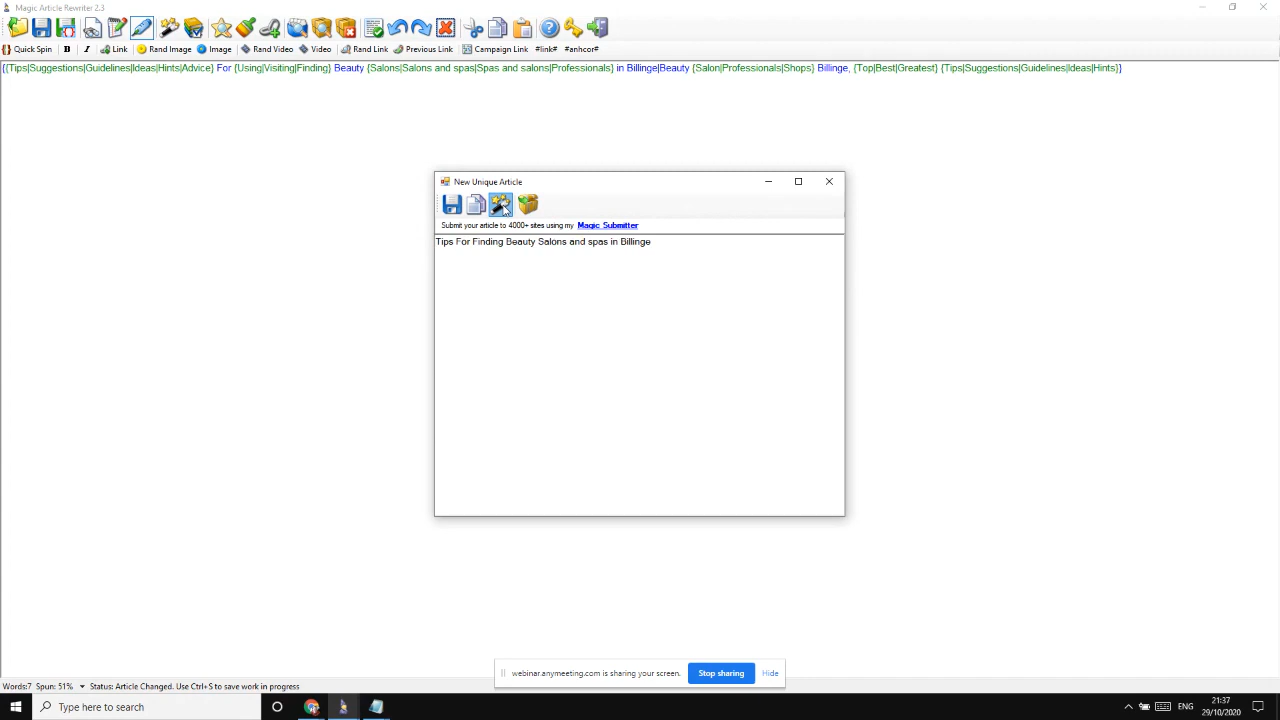 Magic Article Rewriter 2.3
Quick Spin B I Link Rand Image Image Rand Video Video Rand Link Previous Link Campaign Link #link# #anhcor#
{{Tips|Suggestions|Guidelines|Ideas|Hints|Advice} For {Using|Visiting|Finding} Beauty {Salons|Salons and spas|Spas and salons|Professionals} in Billinge|Beauty {Salon|Professionals|Shops} Billinge, {Top|Best|Greatest} {Tips|Suggestions|Guidelines|Ideas|Hints}}
New Unique Article
Submit your article to 4000+ sites using my Magic Submitter
Tips For Finding Beauty Salons and spas in Billinge
webinar.anymeeting.com is sharing your screen. Stop sharing Hide
Words:7 Spun: 51% Status: Article Changed. Use Ctrl+S to save work in progress
Type here to search
ENG
21:37
29/10/2020